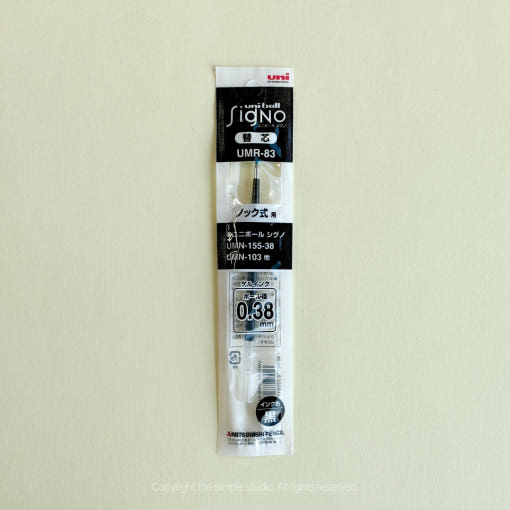 uni
uni-ball
SigNo
ユニボール シグノ
替芯
UMR-83
ノック式 用
ユニボール シグノ
UMN-155-38
UMN-103 他
ゲルインク
ボール径
0.38
mm
インク色
黒
MITSUBISHI PENCIL
Copyright the simple studio. All rights reserved.